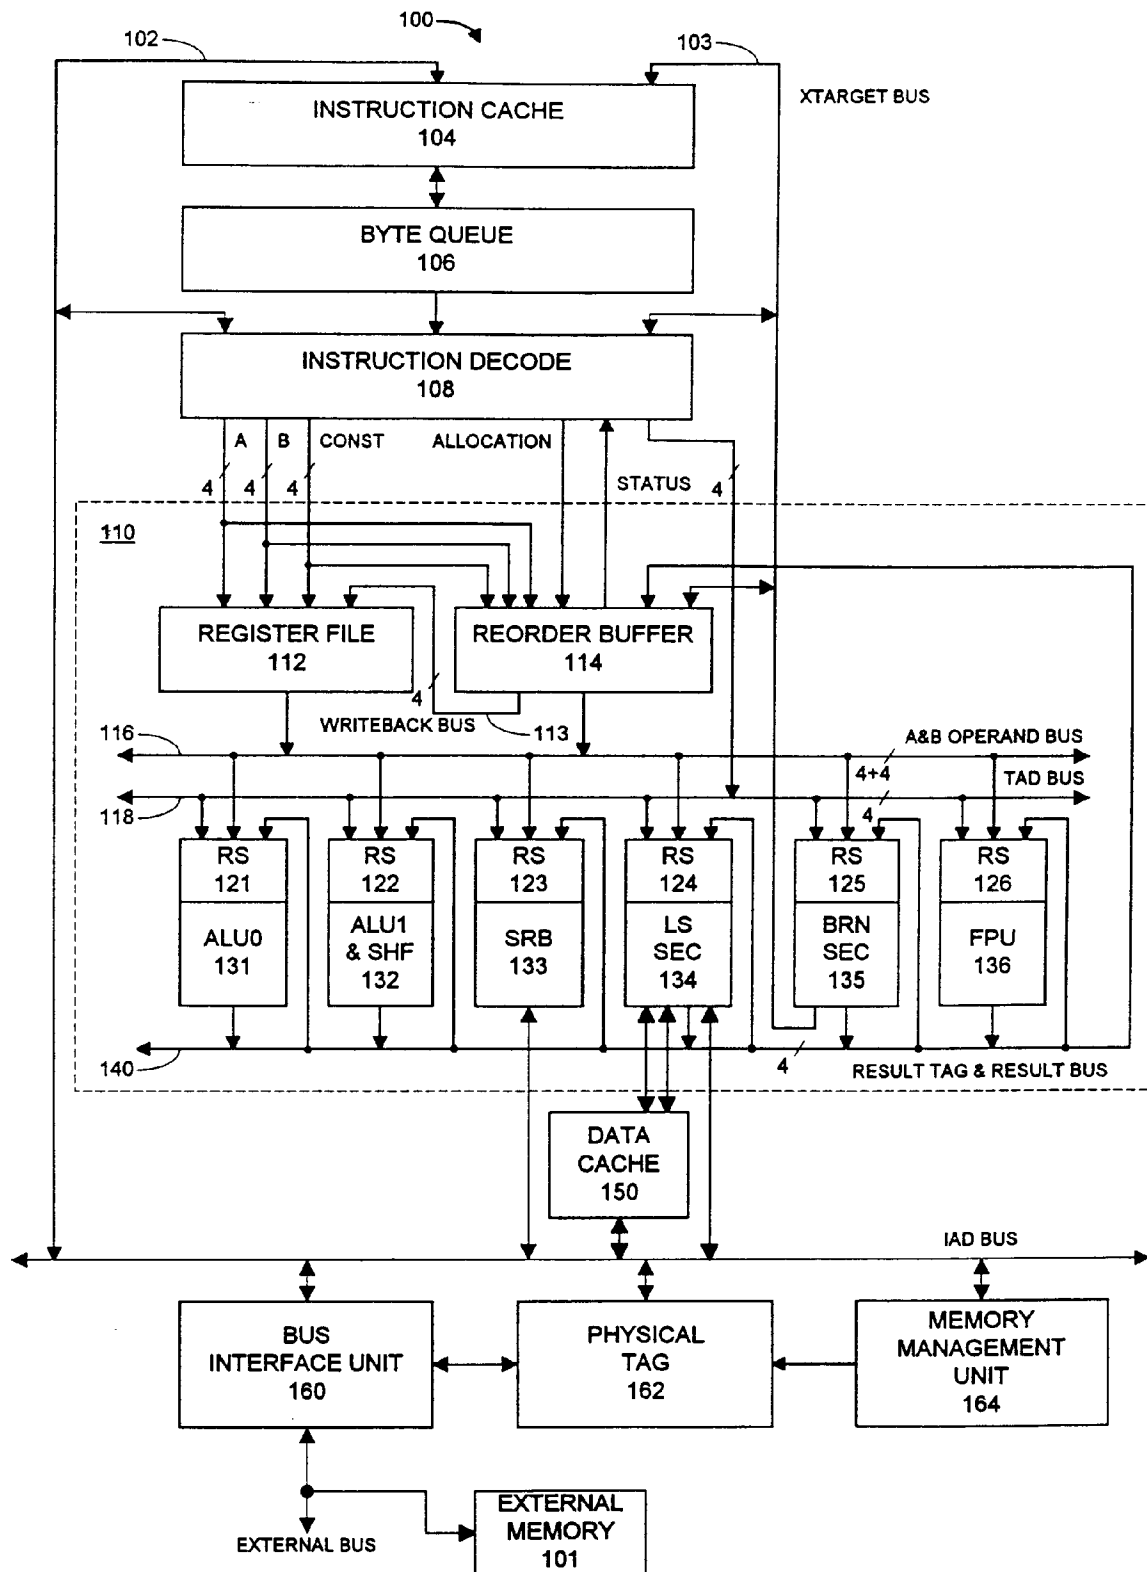 100
102
103
XTARGET BUS
INSTRUCTION CACHE
104
BYTE QUEUE
106
INSTRUCTION DECODE
108
A
B
CONST
ALLOCATION
4
4
4
STATUS
4
110
REGISTER FILE
112
REORDER BUFFER
114
4
WRITEBACK BUS
113
116
A&B OPERAND BUS
4+4
TAD BUS
118
4
RS
121
RS
122
RS
123
RS
124
RS
125
RS
126
ALU0
131
ALU1
& SHF
132
SRB
133
LS
SEC
134
BRN
SEC
135
FPU
136
140
4
RESULT TAG & RESULT BUS
DATA
CACHE
150
IAD BUS
BUS
INTERFACE UNIT
160
PHYSICAL
TAG
162
MEMORY
MANAGEMENT
UNIT
164
EXTERNAL BUS
EXTERNAL
MEMORY
101